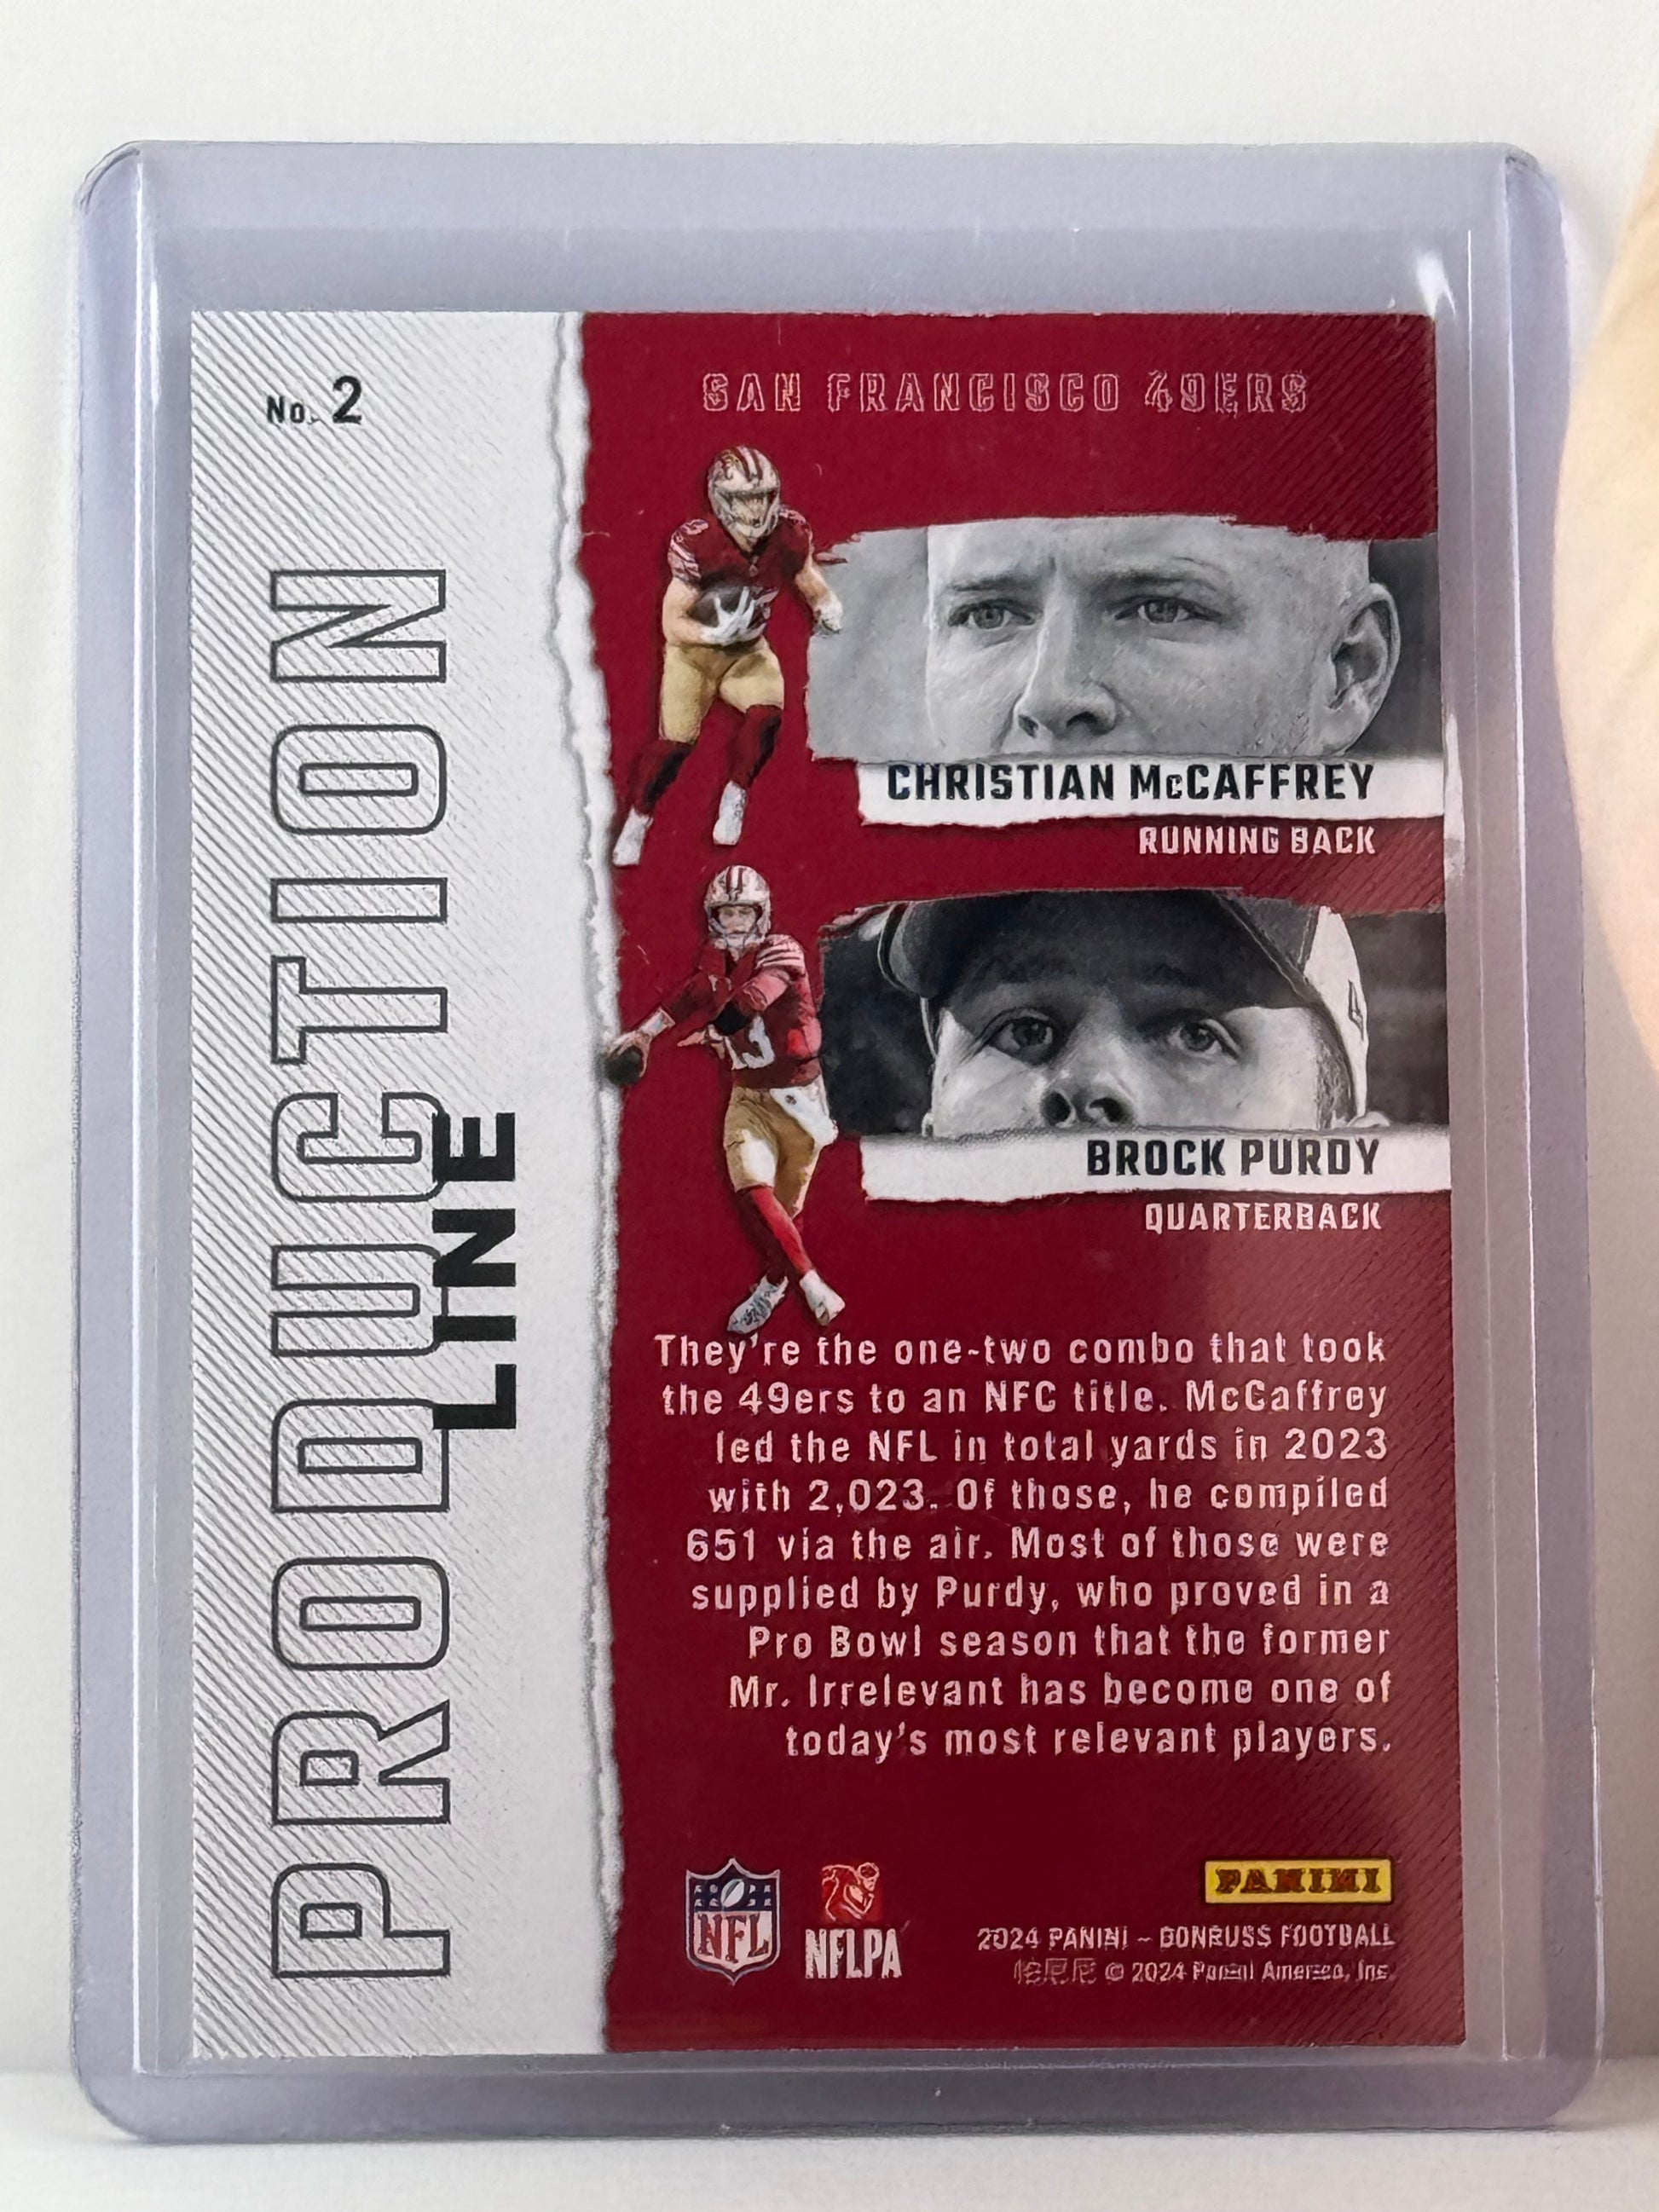 No. 2
SAN FRANCISCO 49ERS
PRODUCTION
LINE
CHRISTIAN McCAFFREY
RUNNING BACK
13
BROCK PURDY
QUARTERBACK
They're the one-two combo that took
the 49ers to an NFC title. McCaffrey
led the NFL in total yards in 2023
with 2,023. Of those, he compiled
651 via the air. Most of those were
supplied by Purdy, who proved in a
Pro Bowl season that the former
Mr. Irrelevant has become one of
today's most relevant players.
NFL
NFLPA
PANINI
2024 PANINI – DONRUSS FOOTBALL
© 2024 Panini America, Inc.